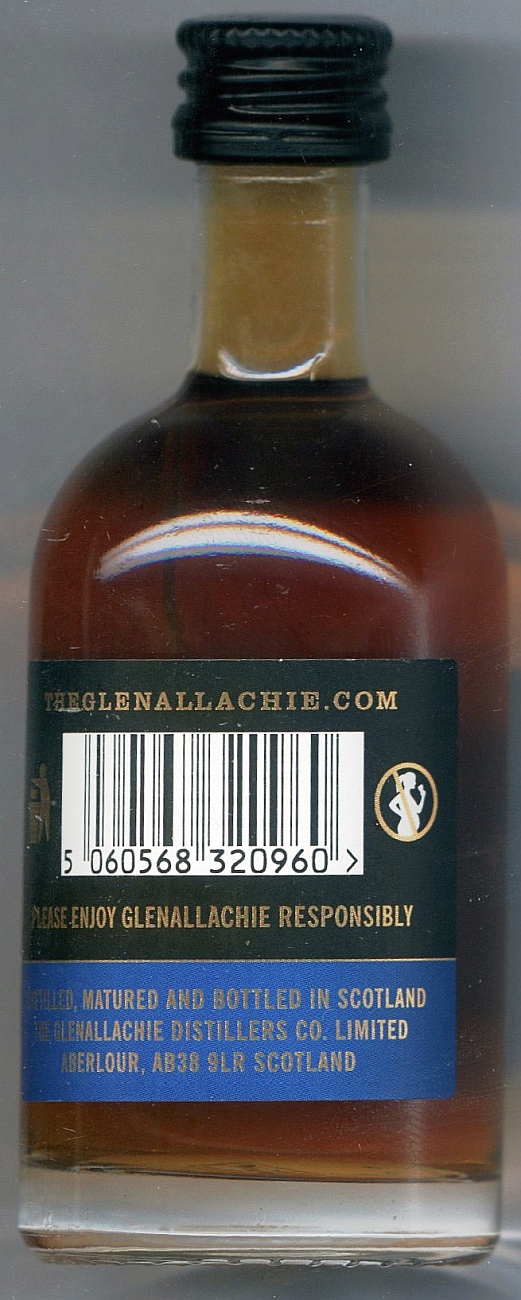 THEGLENALLACHIE.COM
5 060568 320960 >
PLEASE ENJOY GLENALLACHIE RESPONSIBLY
DISTILLED, MATURED AND BOTTLED IN SCOTLAND
THE GLENALLACHIE DISTILLERS CO. LIMITED
ABERLOUR, AB38 9LR SCOTLAND